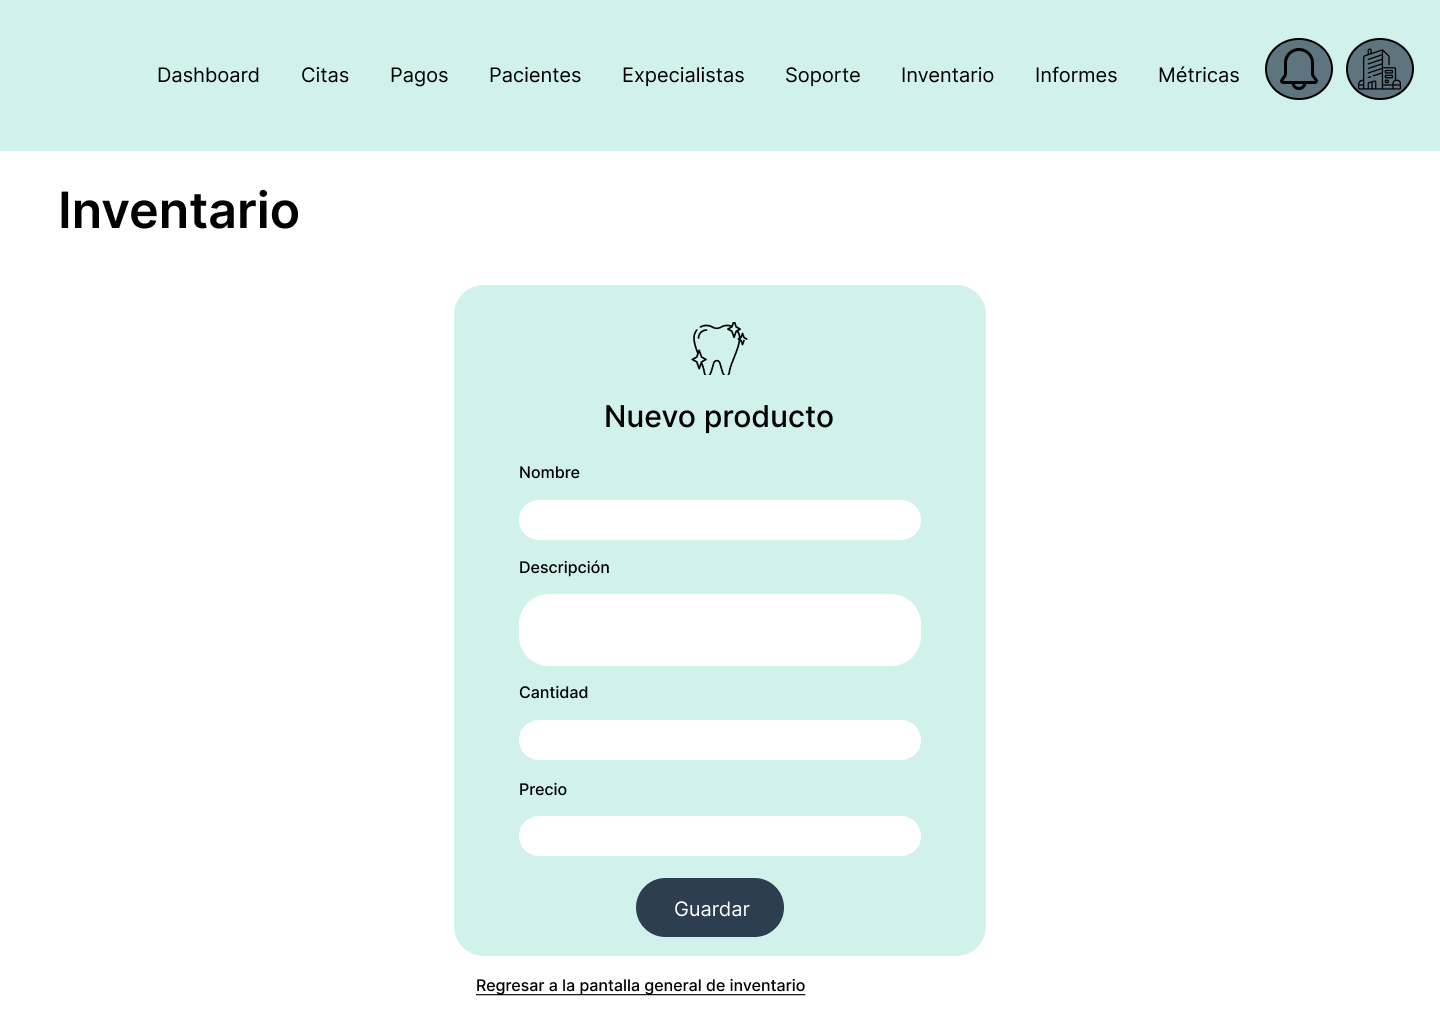 Dashboard Citas Pagos Pacientes Expecialistas Soporte Inventario Informes Métricas
Inventario
Nuevo producto
Nombre
Descripción
Cantidad
Precio
Guardar
Regresar a la pantalla general de inventario